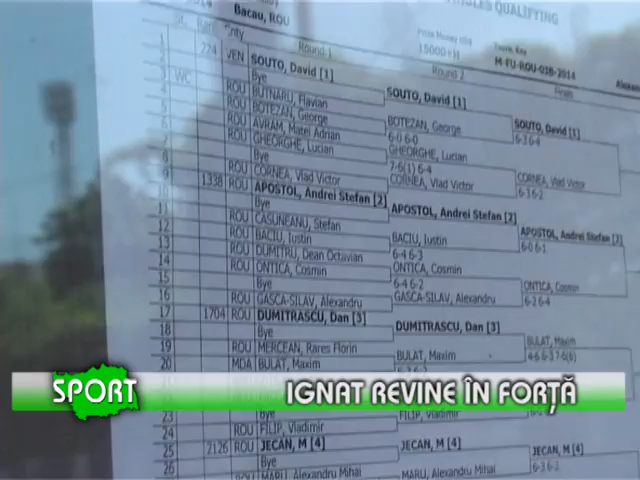 QUALIFYING
2014
Bacau, ROU
15000+H
M-FU-ROU-03B-2014
St. Rank Cnty
Round 1
Round 2
Finals
1 224 VEN SOUTO, David [1]
Bye
SOUTO, David [1]
3 WC ROU BUTNARU, Flavian
4 ROU BOTEZAN, George
BOTEZAN, George
6-0 6-0
SOUTO, David [1]
6-3 6-4
ROU AVRAM, Matei Adrian
ROU GHEORGHE, Lucian
GHEORGHE, Lucian
7-6(1) 6-4
7
8 Bye
9 ROU CORNEA, Vlad Victor
CORNEA, Vlad Victor
CORNEA, Vlad Victor
6-3 6-2
10 1338 ROU APOSTOL, Andrei Stefan [2]
11 Bye
APOSTOL, Andrei Stefan [2]
12 ROU CASUNEANU, Stefan
13 ROU BACIU, Iustin
BACIU, Iustin
6-4 6-3
APOSTOL, Andrei Stefan [2]
6-0 6-1
14 ROU DUMITRU, Dean Octavian
ROU ONTICA, Cosmin
ONTICA, Cosmin
6-4 6-2
15 Bye
16 ROU GASCA-SILAV, Alexandru
GASCA-SILAV, Alexandru
ONTICA, Cosmin
6-2 6-4
17 1704 ROU DUMITRASCU, Dan [3]
18 Bye
DUMITRASCU, Dan [3]
19 ROU MERCEAN, Rares Florin
20 MDA BULAT, Maxim
BULAT, Maxim
BULAT, Maxim
4-6 6-3 7-6(6)
SPORT
IGNAT REVINE ÎN FORȚĂ
23 Bye
24 ROU FILIP, Vladimir
FILIP, Vladimir
25 2126 ROU JECAN, M [4]
26 Bye
JECAN, M [4]
JECAN, M [4]
6-3 6-2
ROU MARU, Alexandru Mihai
MARU, Alexandru Mihai